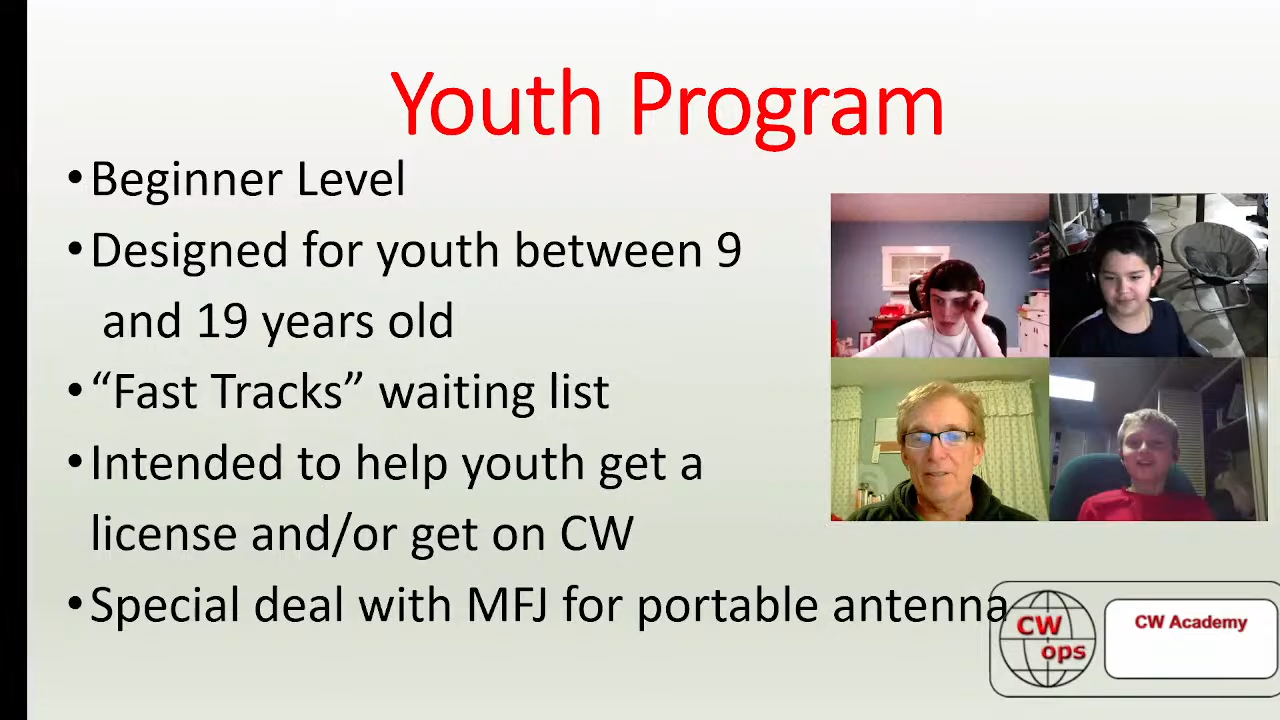 Youth Program
•Beginner Level
•Designed for youth between 9
and 19 years old
•“Fast Tracks” waiting list
•Intended to help youth get a
license and/or get on CW
•Special deal with MFJ for portable antenna
CW
ops
CW Academy